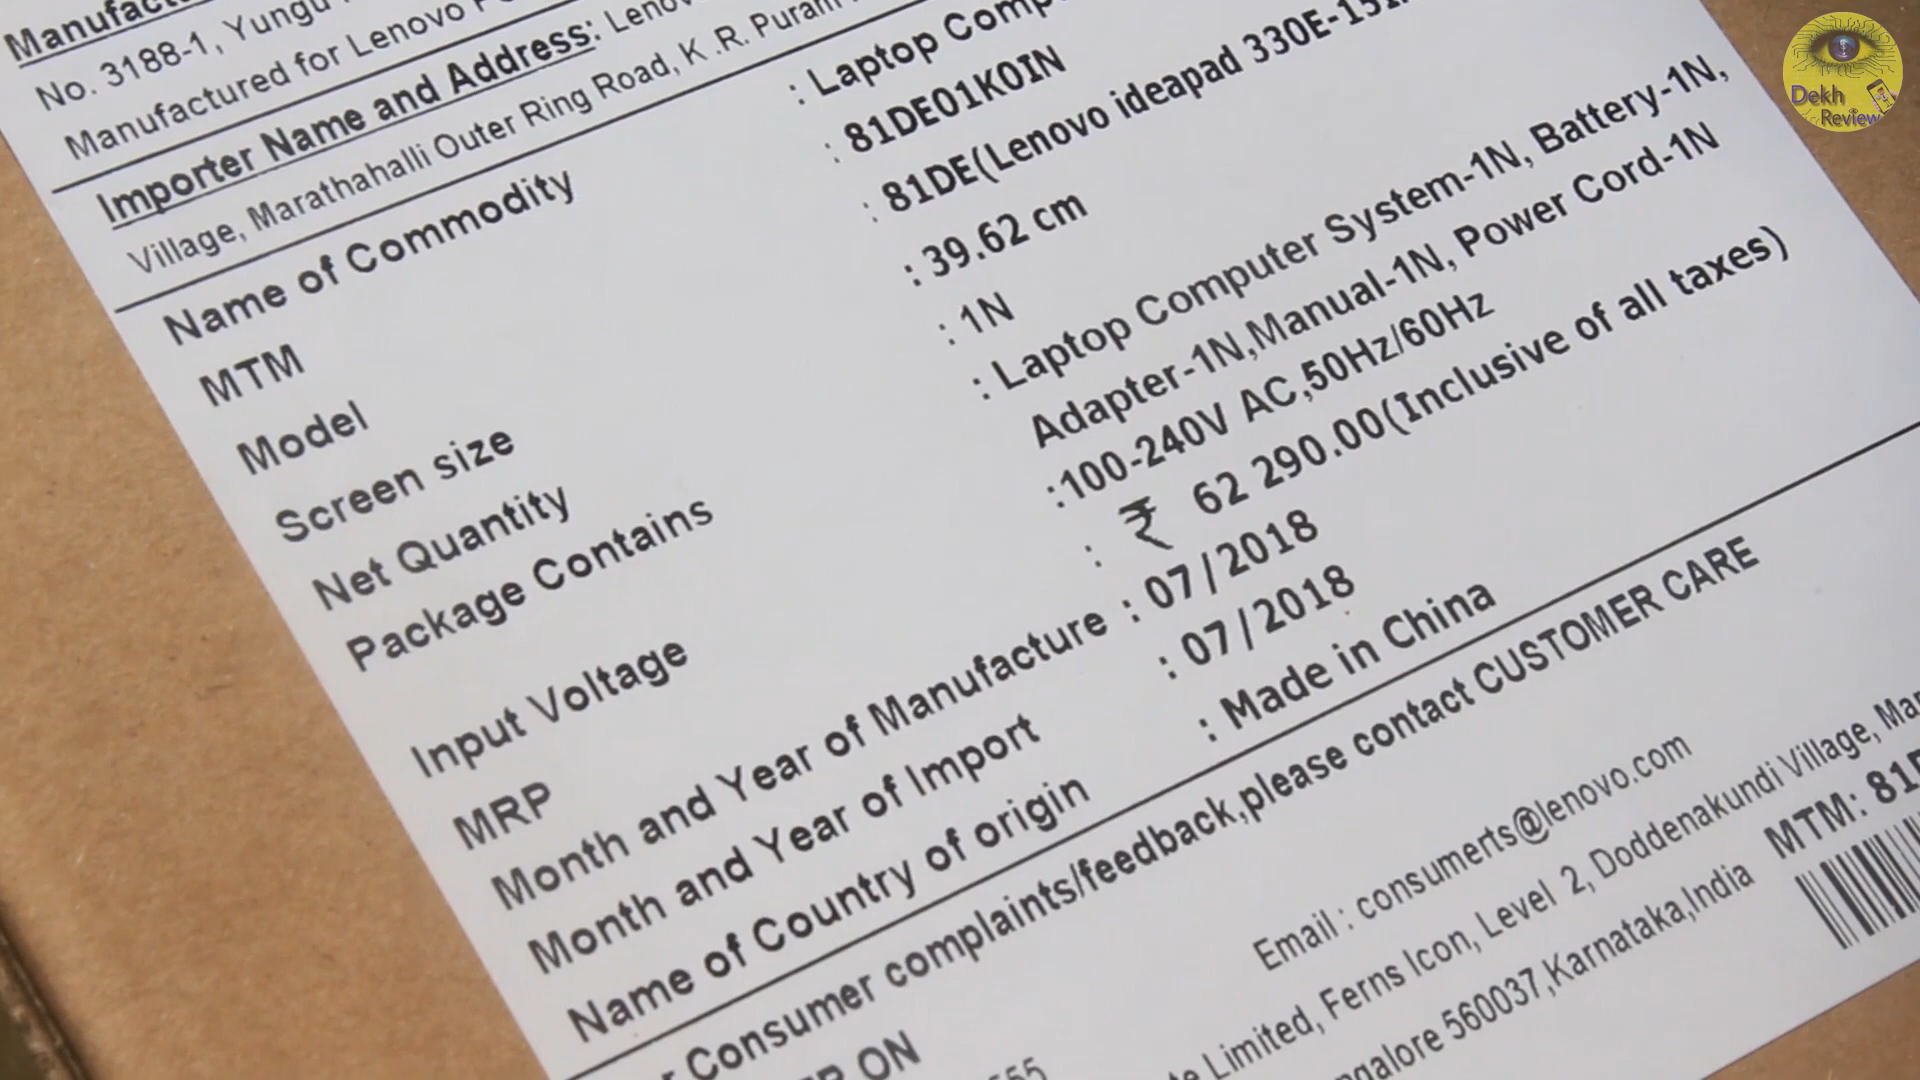 No. 3188-1, Yungu
Manufactured for Lenovo
Importer Name and Address:
Village, Marathahalli Outer Ring Road, K .R. Puram
Name of Commodity : Laptop
MTM : 81DE01K0IN
Model : 81DE(Lenovo ideapad 330E-15I
Screen size : 39.62 cm
Net Quantity : 1N
Package Contains : Laptop Computer System-1N, Battery-1N,
Adapter-1N,Manual-1N, Power Cord-1N
Input Voltage :100-240V AC,50Hz/60Hz
MRP : ₹ 62 290.00(Inclusive of all taxes)
Month and Year of Manufacture : 07/2018
Month and Year of Import : 07/2018
Name of Country of origin : Made in China
Consumer complaints/feedback,please contact CUSTOMER CARE
ON
Email : consumerts@lenovo.com
Limited, Ferns Icon, Level 2, Doddenakundi Village,
560037,Karnataka,India
MTM:
Dekh
Review